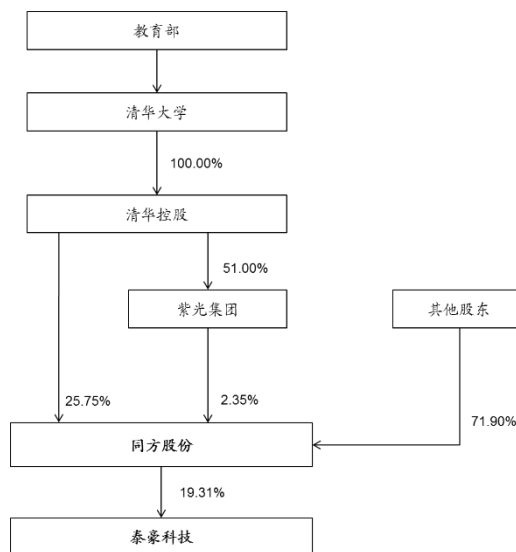 教育部
清华大学
100.00%
清华控股
51.00%
紫光集团
其他股东
25.75%
2.35%
71.90%
同方股份
19.31%
泰豪科技